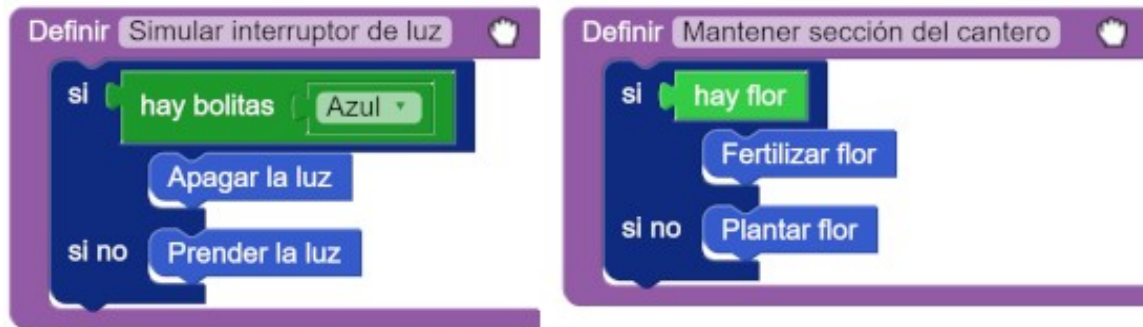 Definir Simular interruptor de luz
si hay bolitas Azul
Apagar la luz
si no Prender la luz
Definir Mantener sección del cantero
si hay flor
Fertilizar flor
si no Plantar flor